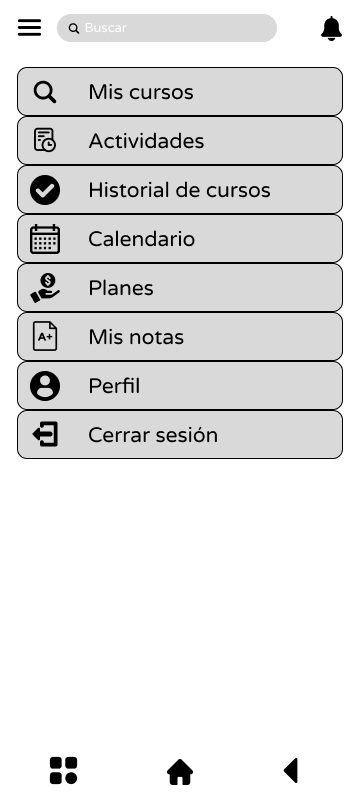 Buscar
Mis cursos
Actividades
Historial de cursos
Calendario
$
Planes
A+
Mis notas
Perfil
Cerrar sesión